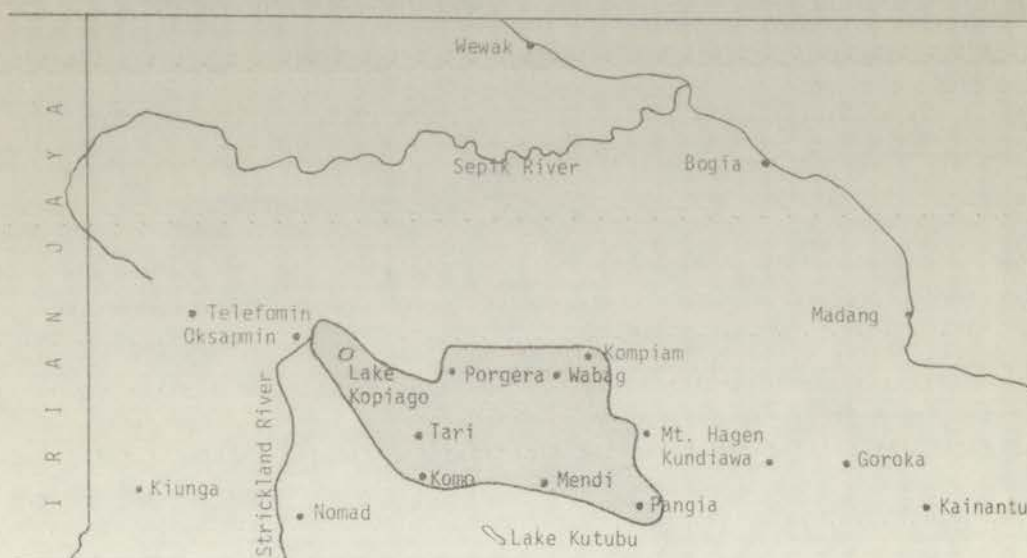 Wewak
Sepik River
Bogia
IRIAN JAYA
Telefomin
Oksapmin
Madang
Kompiam
Lake
Kopiago
Porgera
Wabag
Strickland River
Tari
Mt. Hagen
Kundiawa
Goroka
Kiunga
Komo
Mendi
Nomad
Pangia
Kainantu
Lake Kutubu